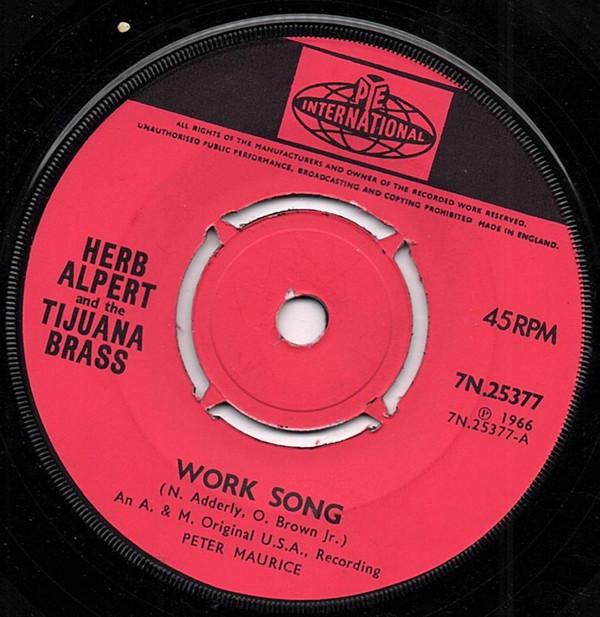 PYE
INTERNATIONAL
ALL RIGHTS OF THE MANUFACTURERS AND OWNER OF THE RECORDED WORK RESERVED.
UNAUTHORISED PUBLIC PERFORMANCE, BROADCASTING AND COPYING PROHIBITED MADE IN ENGLAND.
HERB
ALPERT
and the
TIJUANA
BRASS
45 RPM
7N.25377
℗ 1966
7N.25377-A
WORK SONG
(N. Adderly, O. Brown Jr.)
An A. & M. Original U.S.A., Recording
PETER MAURICE